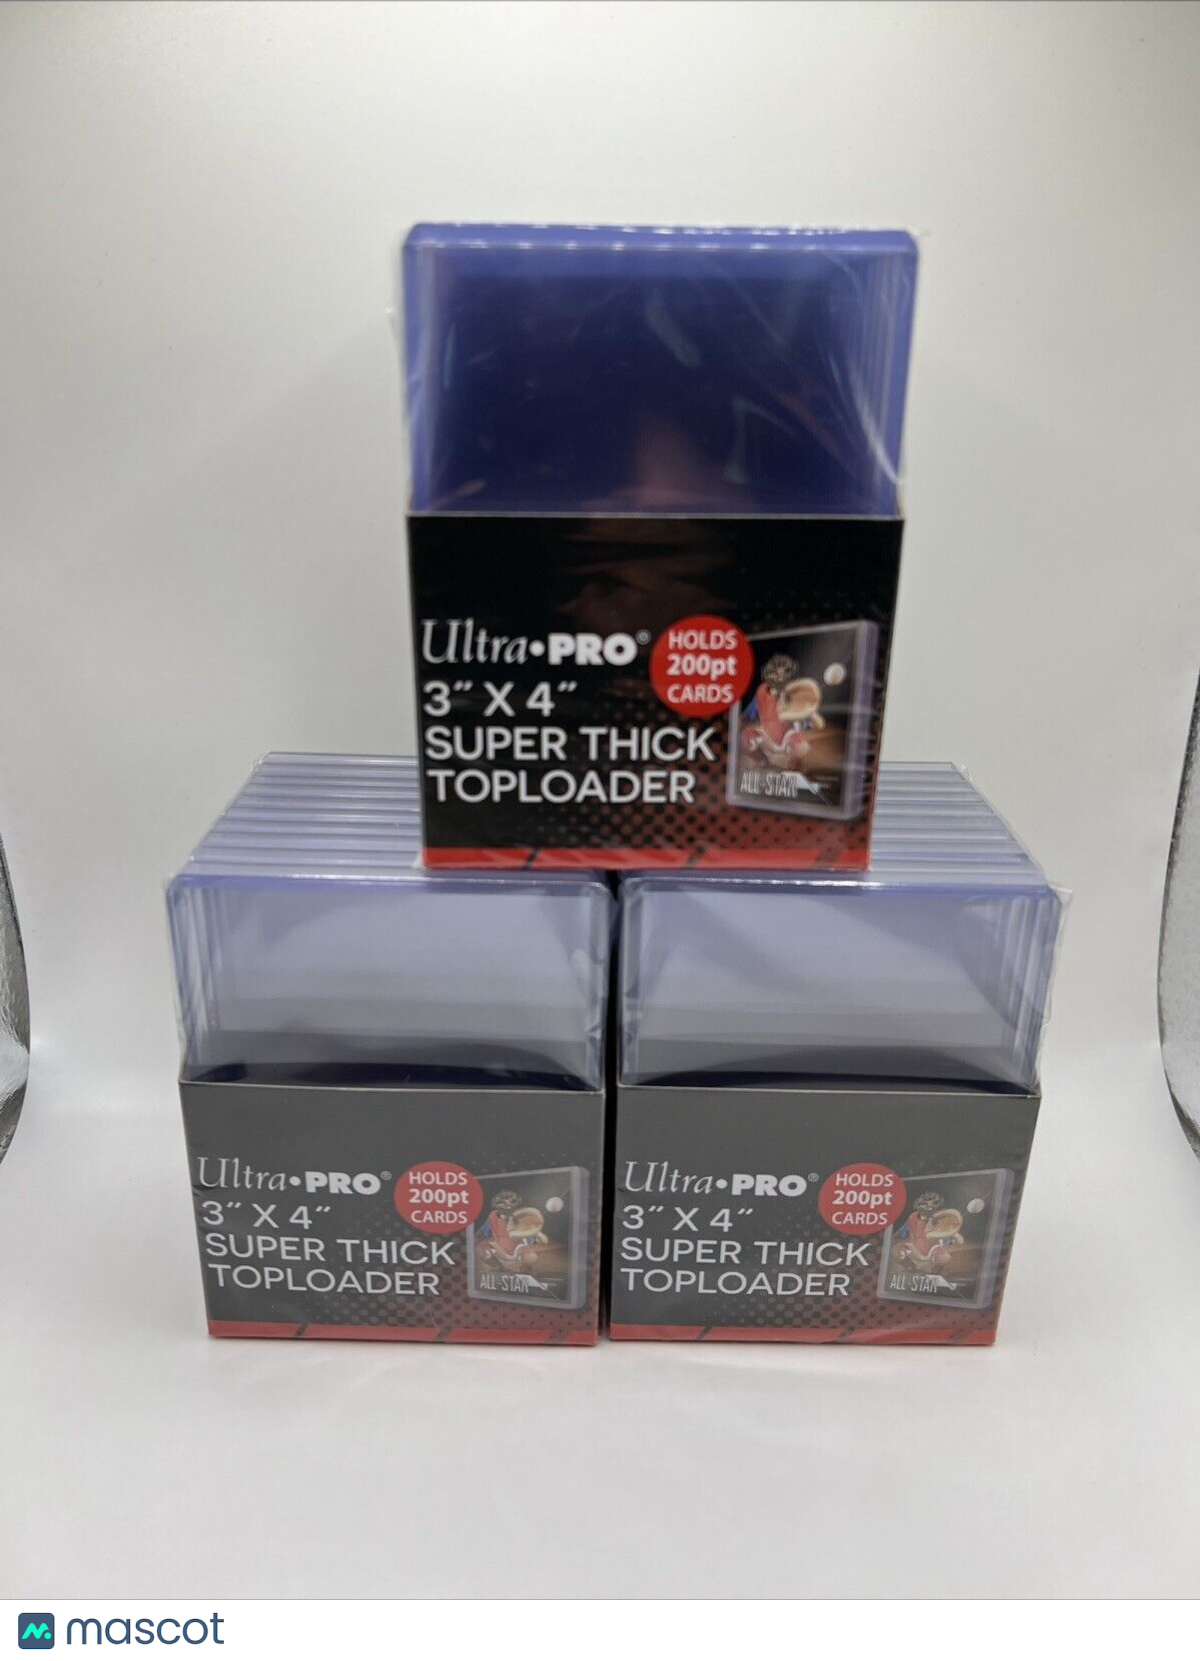 Ultra•PRO®
HOLDS
200pt
CARDS
3" X 4"
SUPER THICK
TOPLOADER
ALL-STAR
Ultra•PRO®
HOLDS
200pt
CARDS
3" X 4"
SUPER THICK
TOPLOADER
ALL-STAR
Ultra•PRO®
HOLDS
200pt
CARDS
3" X 4"
SUPER THICK
TOPLOADER
ALL-STAR
mascot